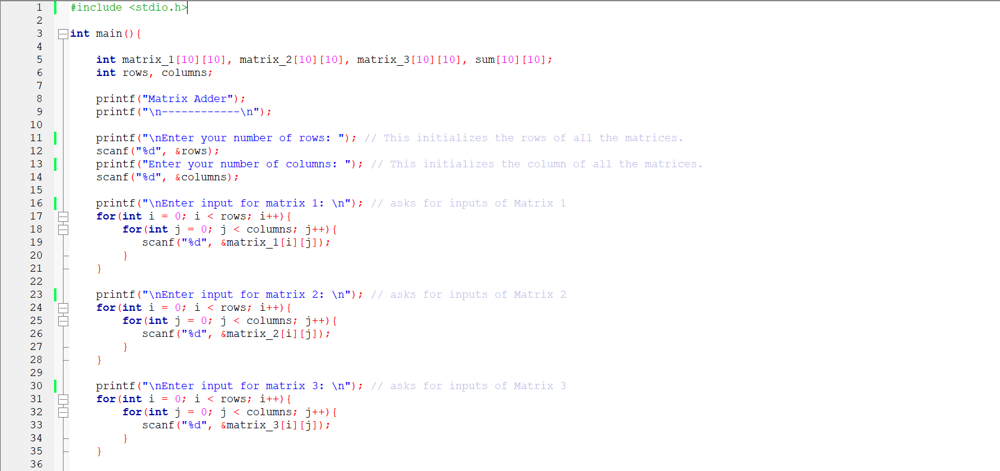 1 #include <stdio.h>
2
3 int main(){
4
5 int matrix_1[10][10], matrix_2[10][10], matrix_3[10][10], sum[10][10];
6 int rows, columns;
7
8 printf("Matrix Adder");
9 printf("\n------------\n");
10
11 printf("\nEnter your number of rows: "); // This initializes the rows of all the matrices.
12 scanf("%d", &rows);
13 printf("Enter your number of columns: "); // This initializes the column of all the matrices.
14 scanf("%d", &columns);
15
16 printf("\nEnter input for matrix 1: \n"); // asks for inputs of Matrix 1
17 for(int i = 0; i < rows; i++){
18 for(int j = 0; j < columns; j++){
19 scanf("%d", &matrix_1[i][j]);
20 }
21 }
22
23 printf("\nEnter input for matrix 2: \n"); // asks for inputs of Matrix 2
24 for(int i = 0; i < rows; i++){
25 for(int j = 0; j < columns; j++){
26 scanf("%d", &matrix_2[i][j]);
27 }
28 }
29
30 printf("\nEnter input for matrix 3: \n"); // asks for inputs of Matrix 3
31 for(int i = 0; i < rows; i++){
32 for(int j = 0; j < columns; j++){
33 scanf("%d", &matrix_3[i][j]);
34 }
35 }
36